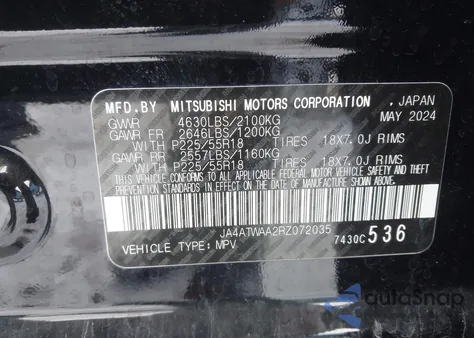 MFD.BY MITSUBISHI MOTORS CORPORATION , JAPAN
GVWR 4630LBS/2100KG MAY 2024
GAWR FR 2646LBS/1200KG
WITH P225/55R18 TIRES 18X7.0J RIMS
GAWR RR 2557LBS/1160KG
WITH P225/55R18 TIRES 18X7.0J RIMS
THIS VEHICLE CONFORMS TO ALL APPLICABLE FEDERAL MOTOR VEHICLE SAFETY AND THEFT
PREVENTION STANDARDS IN EFFECT ON THE DATE OF MANUFACTURE SHOWN ABOVE.
JA4ATWAA2RZ072035
VEHICLE TYPE: MPV 7430C 536
autoSnap